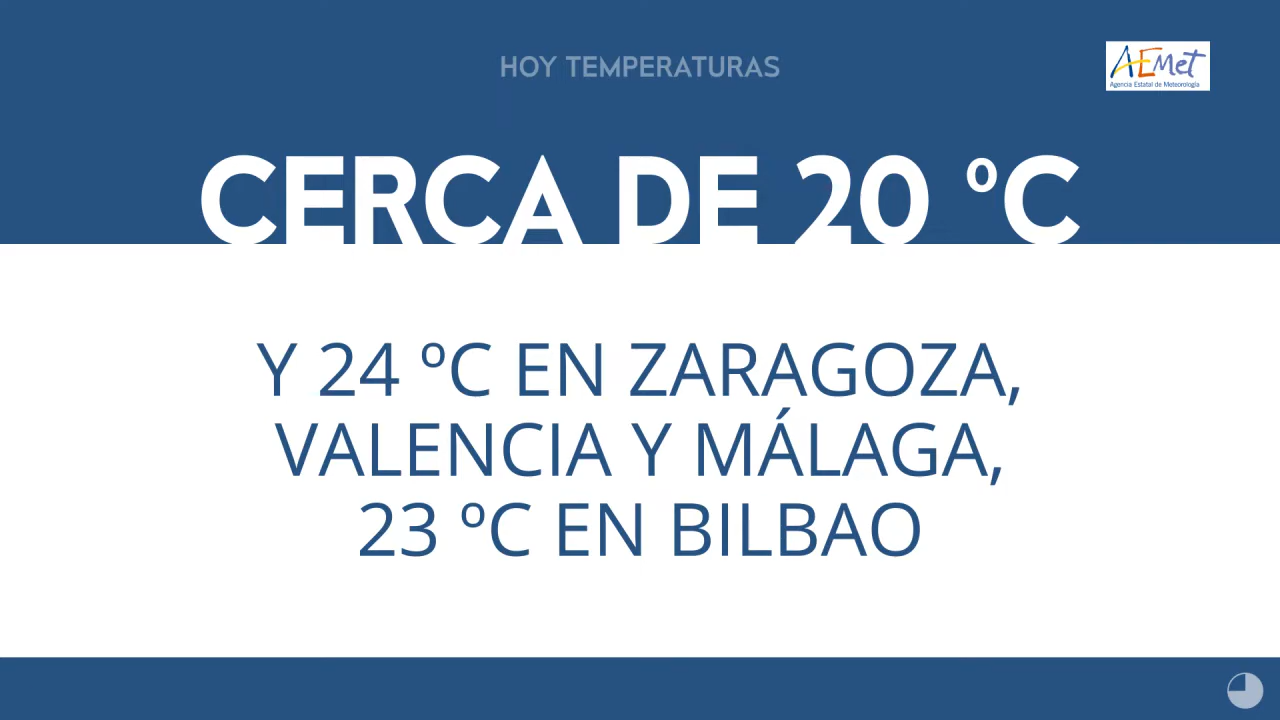 HOY TEMPERATURAS
AEMet
Agencia Estatal de Meteorología
CERCA DE 20 ºC
Y 24 ºC EN ZARAGOZA,
VALENCIA Y MÁLAGA,
23 ºC EN BILBAO